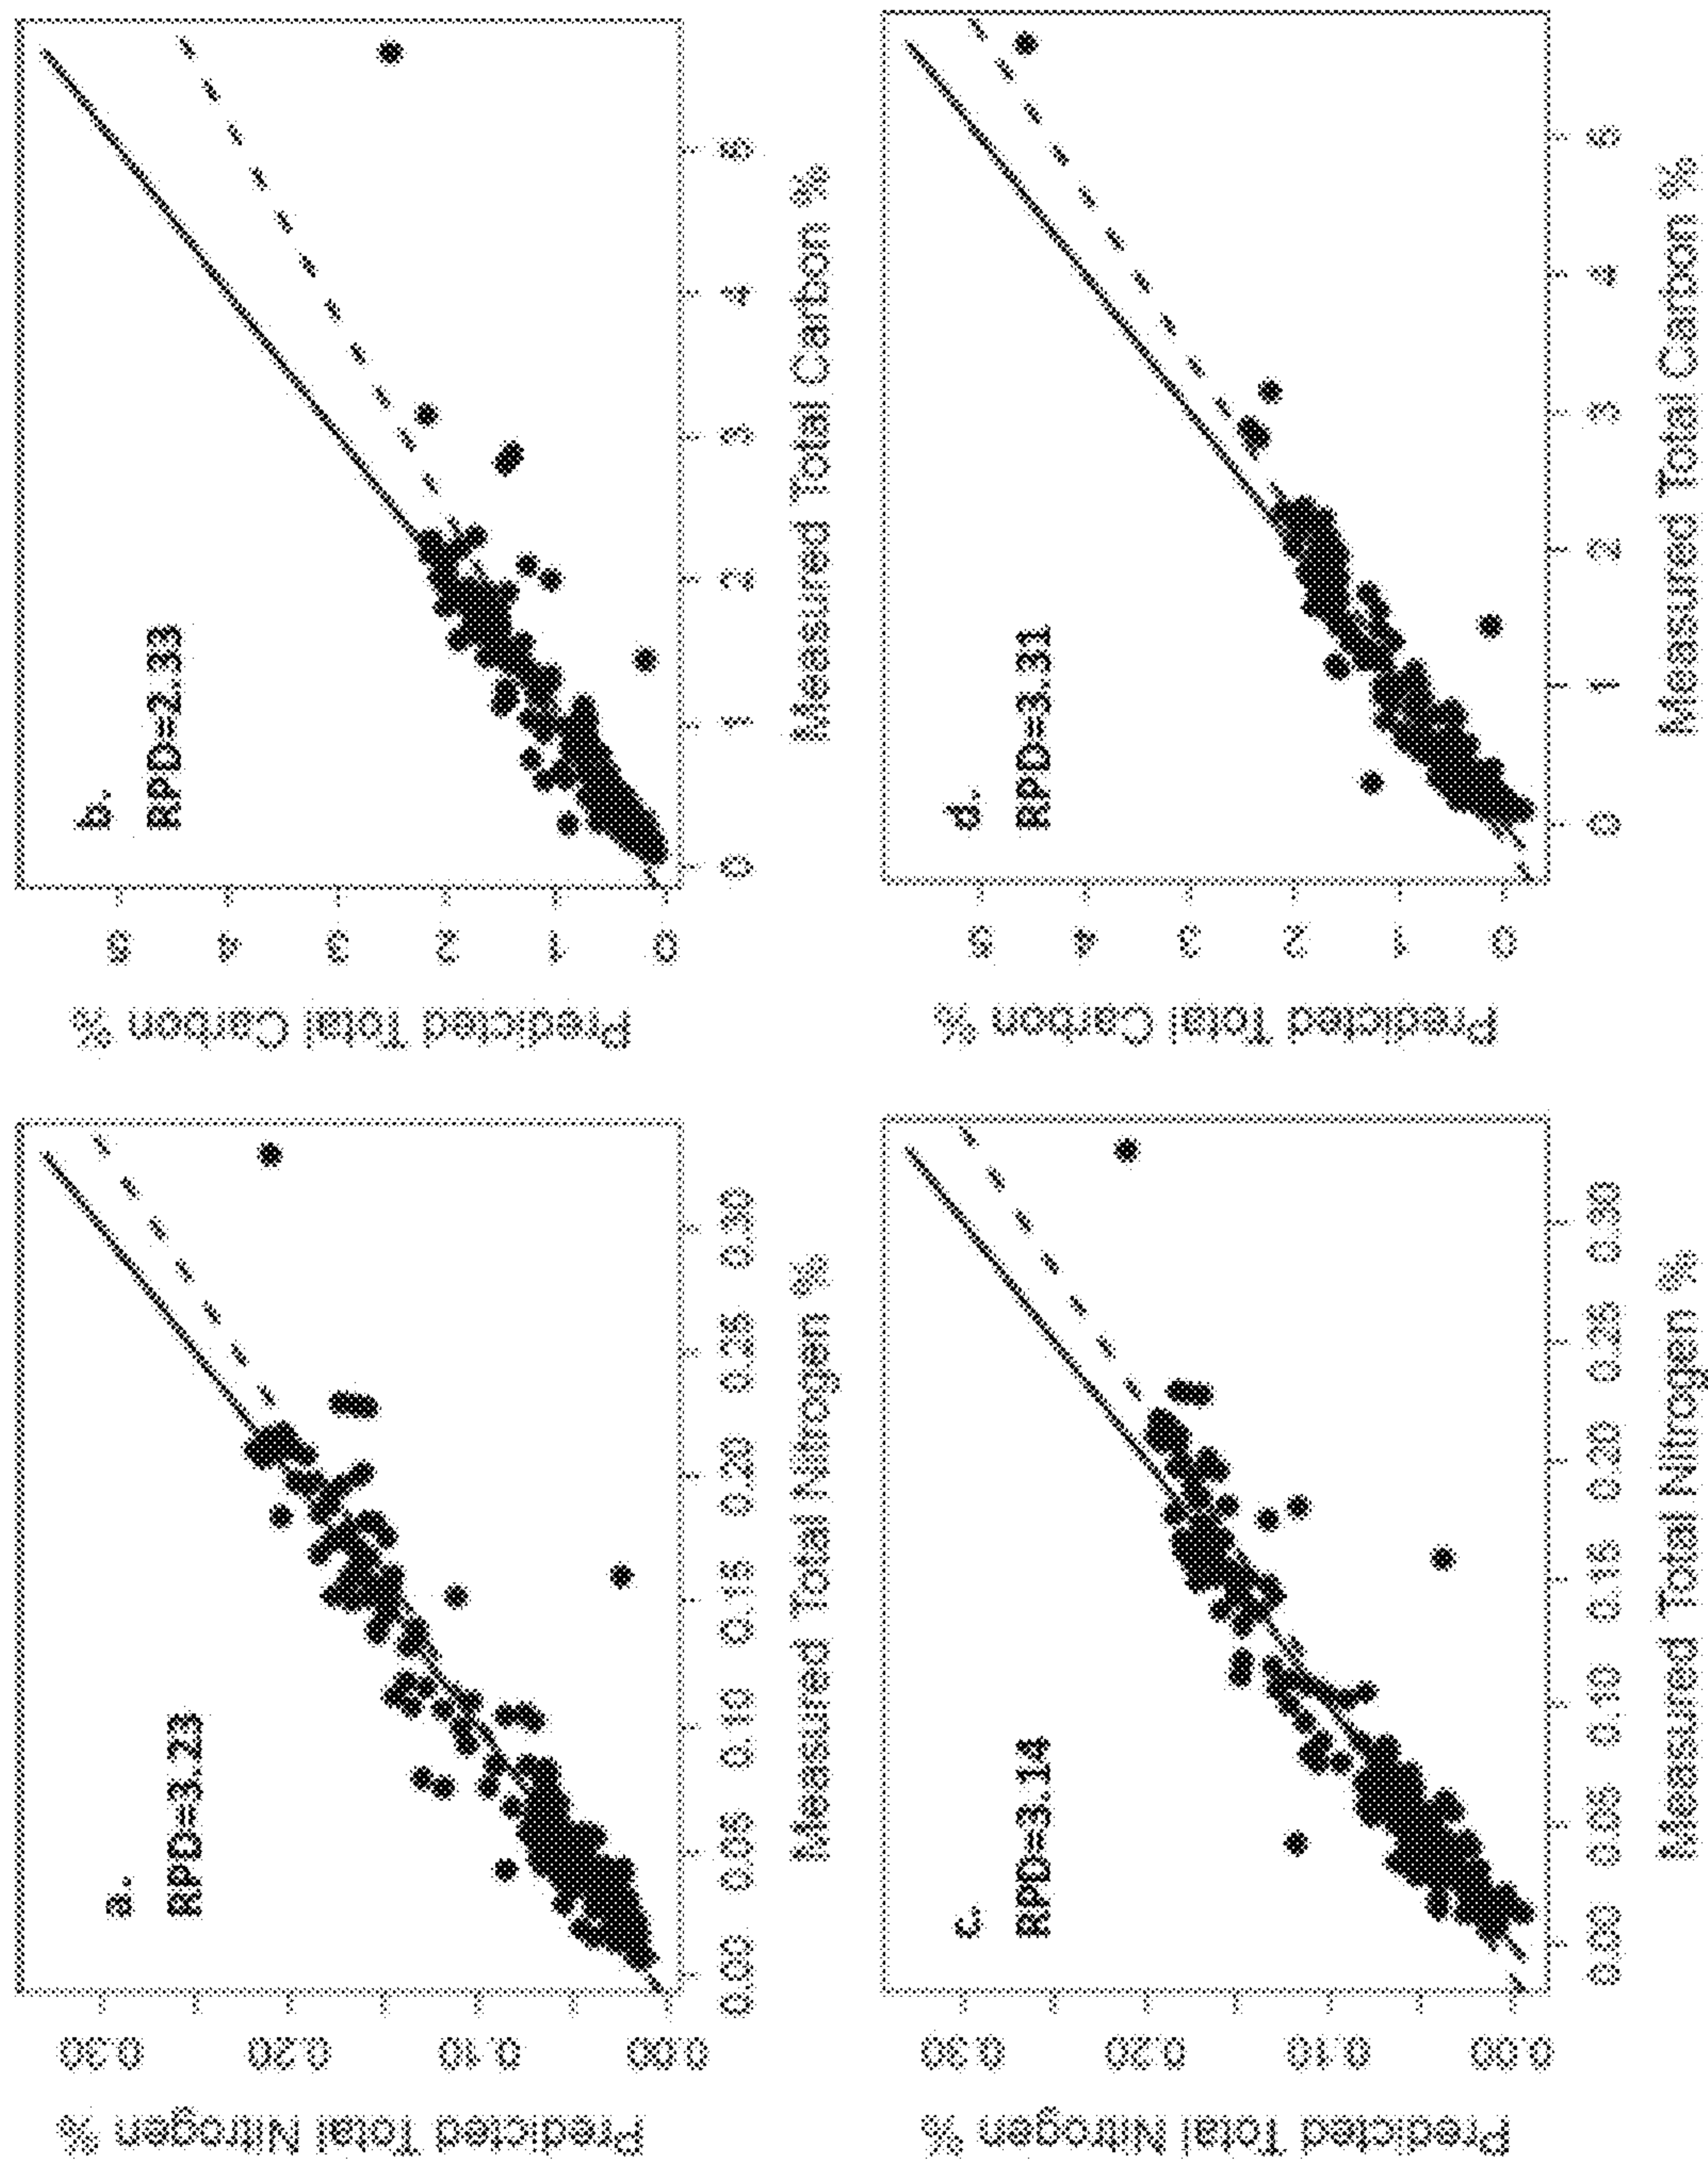 a.
RPD=3.23
Predicted Total Nitrogen %
0.30
0.20
0.10
0.00
0.00 0.05 0.10 0.15 0.20 0.25 0.30
Measured Total Nitrogen %
b.
RPD=2.33
Predicted Total Carbon %
5
4
3
2
1
0
0 1 2 3 4 5
Measured Total Carbon %
c.
RPD=3.14
Predicted Total Nitrogen %
0.30
0.20
0.10
0.00
0.00 0.05 0.10 0.15 0.20 0.25 0.30
Measured Total Nitrogen %
d.
RPD=3.31
Predicted Total Carbon %
5
4
3
2
1
0
0 1 2 3 4 5
Measured Total Carbon %